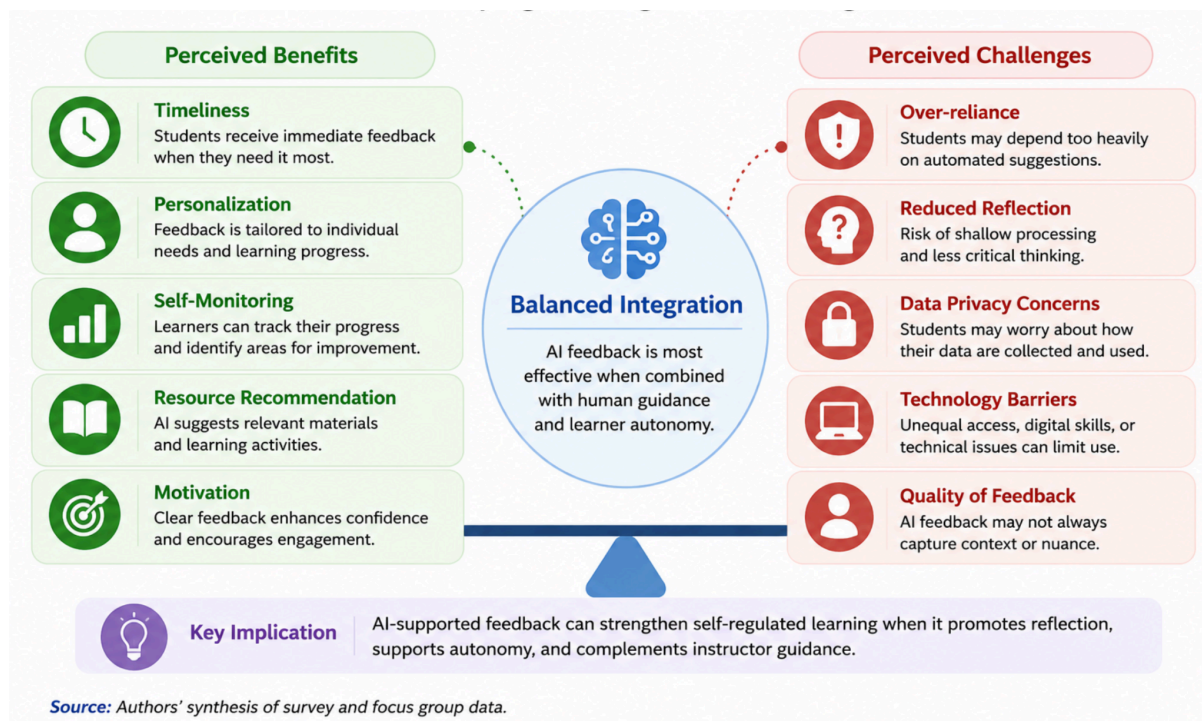 Perceived Benefits
Timeliness
Students receive immediate feedback
when they need it most.
Personalization
Feedback is tailored to individual
needs and learning progress.
Self-Monitoring
Learners can track their progress
and identify areas for improvement.
Resource Recommendation
AI suggests relevant materials
and learning activities.
Motivation
Clear feedback enhances confidence
and encourages engagement.
Balanced Integration
AI feedback is most
effective when combined
with human guidance
and learner autonomy.
Perceived Challenges
Over-reliance
Students may depend too heavily
on automated suggestions.
Reduced Reflection
Risk of shallow processing
and less critical thinking.
Data Privacy Concerns
Students may worry about how
their data are collected and used.
Technology Barriers
Unequal access, digital skills, or
technical issues can limit use.
Quality of Feedback
AI feedback may not always
capture context or nuance.
Key Implication
AI-supported feedback can strengthen self-regulated learning when it promotes reflection,
supports autonomy, and complements instructor guidance.
Source: Authors’ synthesis of survey and focus group data.